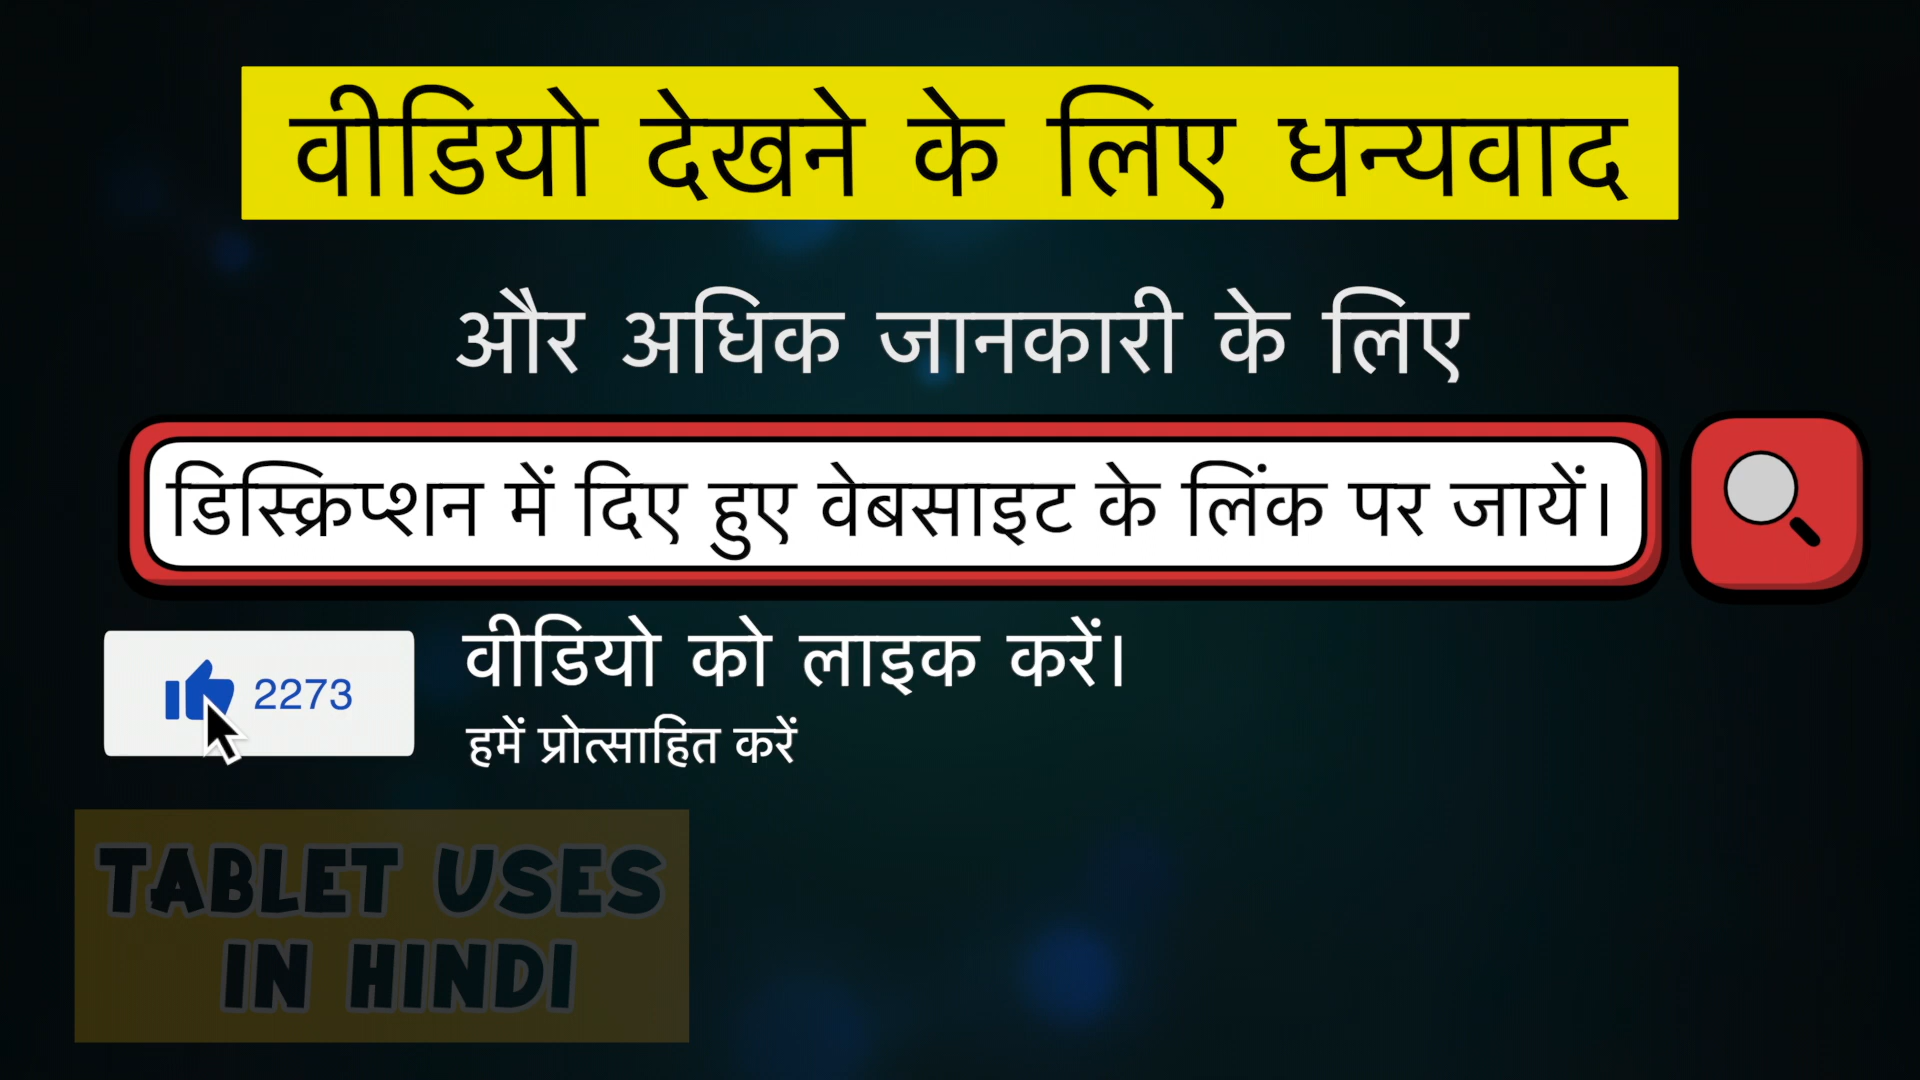 वीडियो देखने के लिए धन्यवाद
और अधिक जानकारी के लिए
डिस्क्रिप्शन में दिए हुए वेबसाइट के लिंक पर जायें।
वीडियो को लाइक करें।
2273
हमें प्रोत्साहित करें
TABLET USES
IN HINDI